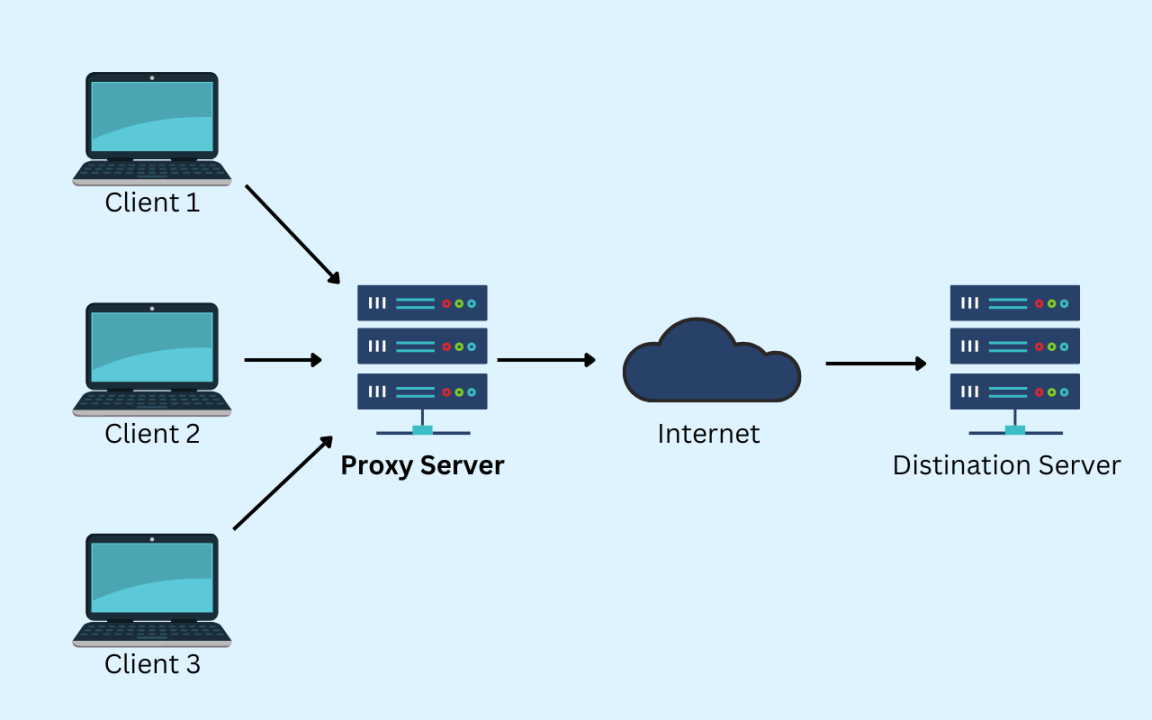 Client 1
Client 2
Proxy Server
Internet
Distination Server
Client 3